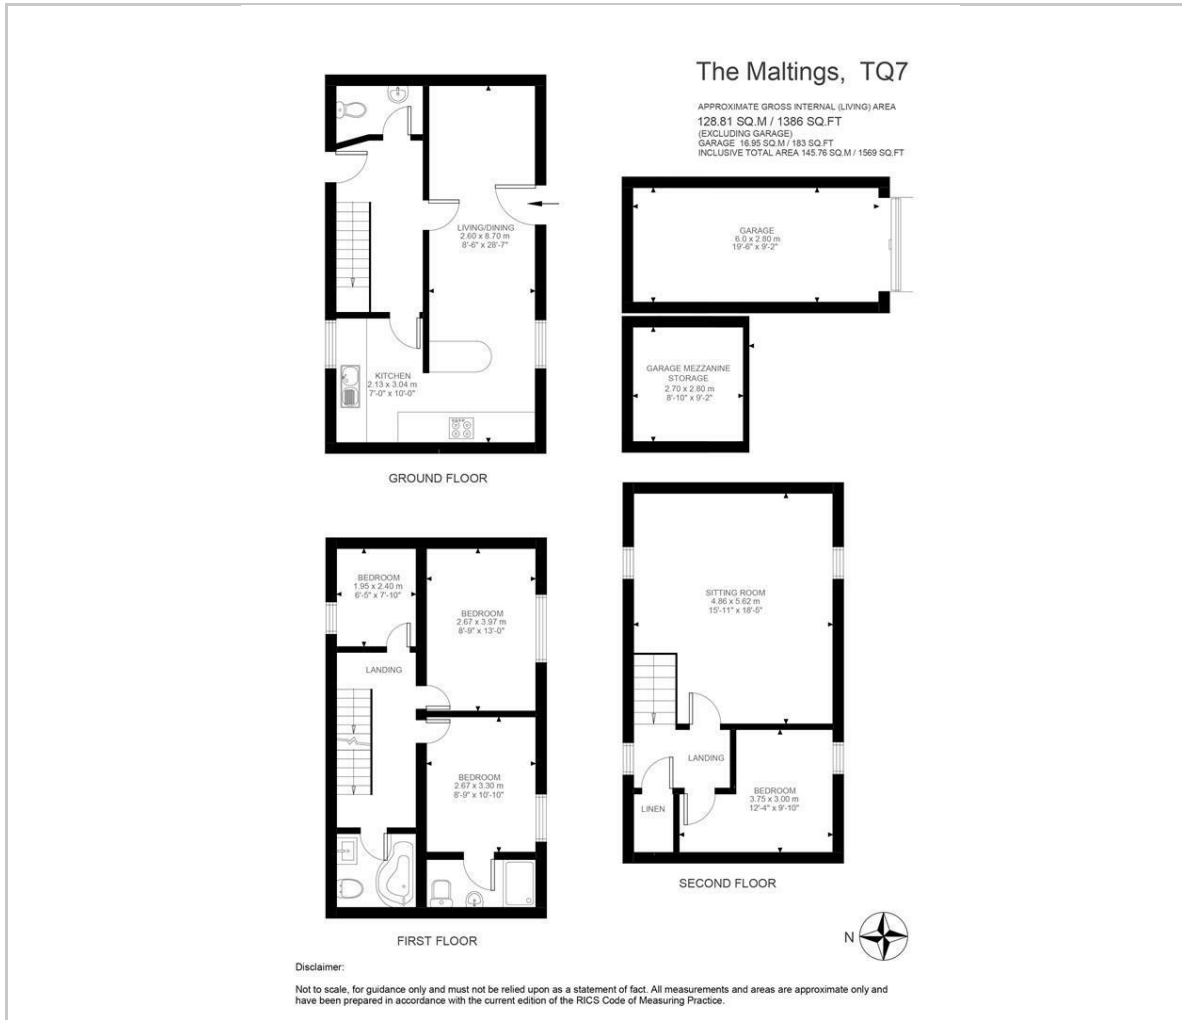 The Maltings, TQ7
APPROXIMATE GROSS INTERNAL (LIVING) AREA
128.81 SQ.M / 1386 SQ.FT
(EXCLUDING GARAGE)
GARAGE 16.95 SQ.M / 183 SQ.FT
INCLUSIVE TOTAL AREA 145.76 SQ.M / 1569 SQ.FT
LIVING/DINING
2.60 x 8.70 m
8'-6" x 28'-7"
KITCHEN
2.13 x 3.04 m
7'-0" x 10'-0"
GROUND FLOOR
GARAGE
6.0 x 2.80 m
19'-6" x 9'-2"
GARAGE MEZZANINE
STORAGE
2.70 x 2.80 m
8'-10" x 9'-2"
BEDROOM
1.95 x 2.40 m
6'-5" x 7'-10"
BEDROOM
2.67 x 3.97 m
8'-9" x 13'-0"
LANDING
BEDROOM
2.67 x 3.30 m
8'-9" x 10'-10"
FIRST FLOOR
SITTING ROOM
4.86 x 5.62 m
15'-11" x 18'-5"
LANDING
BEDROOM
3.75 x 3.00 m
12'-4" x 9'-10"
LINEN
SECOND FLOOR
N
Disclaimer:
Not to scale, for guidance only and must not be relied upon as a statement of fact. All measurements and areas are approximate only and
have been prepared in accordance with the current edition of the RICS Code of Measuring Practice.